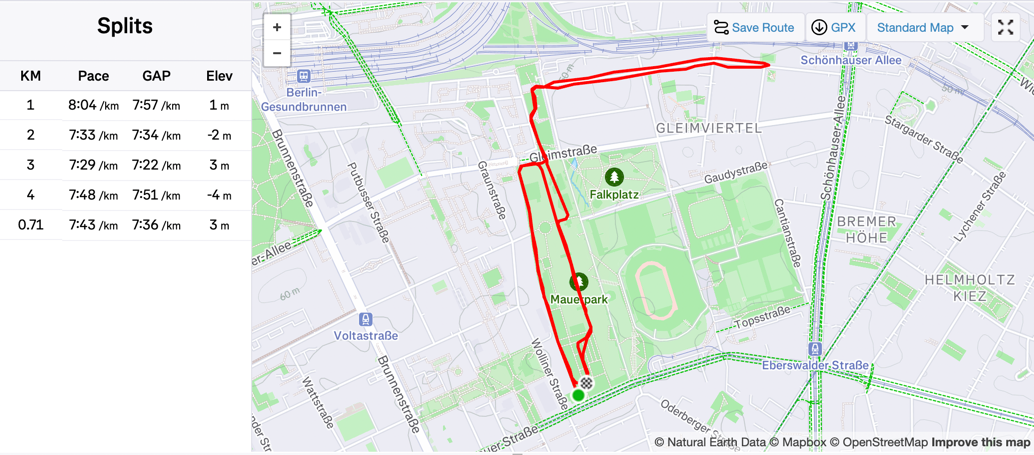 Splits
KM Pace GAP Elev
1 8:04 /km 7:57 /km 1 m
2 7:33 /km 7:34 /km -2 m
3 7:29 /km 7:22 /km 3 m
4 7:48 /km 7:51 /km -4 m
0.71 7:43 /km 7:36 /km 3 m
+
−
Save Route
GPX
Standard Map
Schönhauser Allee
Berlin-
Gesundbrunnen
50 m
50 m
GLEIMVIERTEL
Stargarder Straße
Schönhauser Allee
Brunnenstraße
Gleimstraße
Putbusser Straße
Graunstraße
Gaudystraße
Falkplatz
Lychener Straße
Cantianstraße
BREMER
HÖHE
er-Allee
HELMHOLTZ
KIEZ
60 m
Mauerpark
Topsstraße
Voltastraße
Wolliner Straße
Eberswalder Straße
Brunnenstraße
Wattstraße
Oderberger Straße
uer Straße
© Natural Earth Data © Mapbox © OpenStreetMap Improve this map